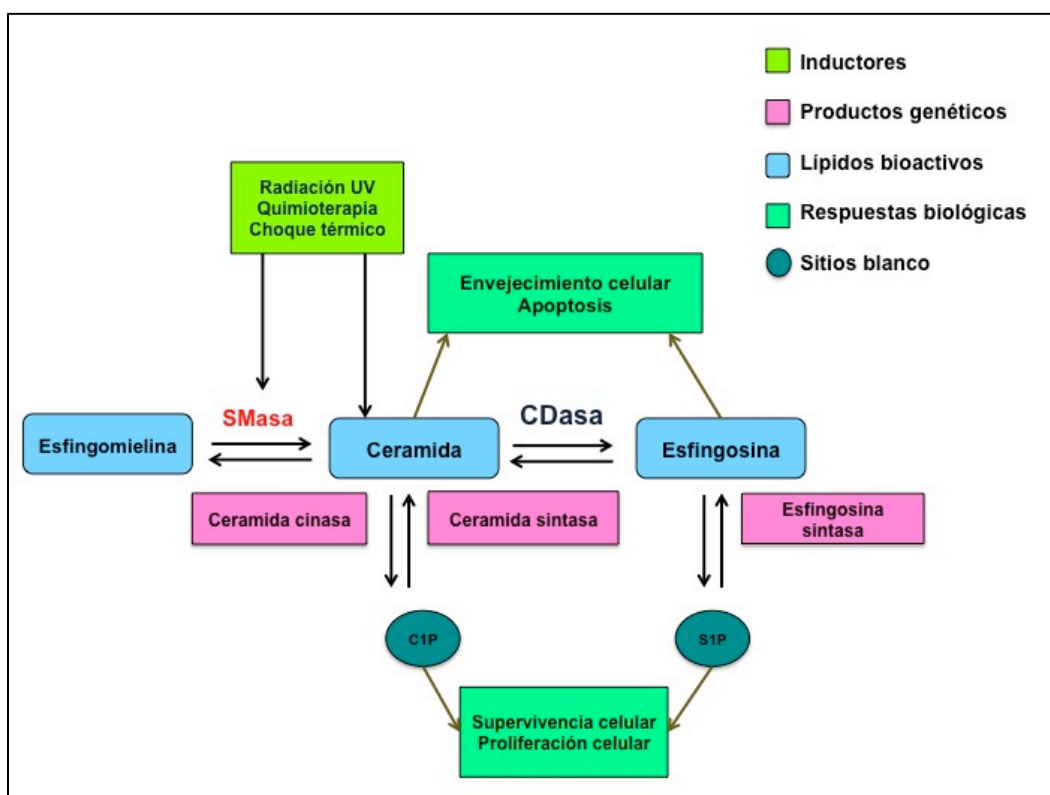 Inductores
Productos genéticos
Lípidos bioactivos
Respuestas biológicas
Sitios blanco
Radiación UV
Quimioterapia
Choque térmico
Envejecimiento celular
Apoptosis
Esfingomielina
SMasa
Ceramida
CDasa
Esfingosina
Ceramida cinasa
Ceramida sintasa
Esfingosina
sintasa
C1P
S1P
Supervivencia celular
Proliferación celular